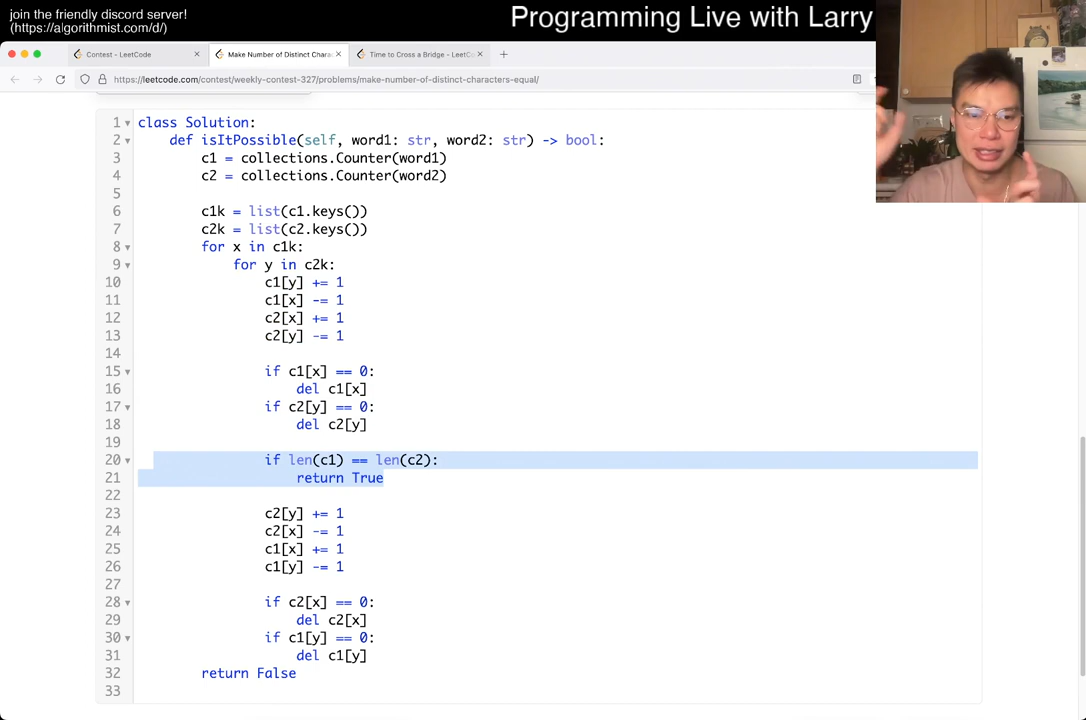 join the friendly discord server!
(https://algorithmist.com/d/)
Programming Live with Larry
Contest - LeetCode
Make Number of Distinct Charac
Time to Cross a Bridge - LeetCo
https://leetcode.com/contest/weekly-contest-327/problems/make-number-of-distinct-characters-equal/
1 class Solution:
2 def isItPossible(self, word1: str, word2: str) -> bool:
3 c1 = collections.Counter(word1)
4 c2 = collections.Counter(word2)
5
6 c1k = list(c1.keys())
7 c2k = list(c2.keys())
8 for x in c1k:
9 for y in c2k:
10 c1[y] += 1
11 c1[x] -= 1
12 c2[x] += 1
13 c2[y] -= 1
14
15 if c1[x] == 0:
16 del c1[x]
17 if c2[y] == 0:
18 del c2[y]
19
20 if len(c1) == len(c2):
21 return True
22
23 c2[y] += 1
24 c2[x] -= 1
25 c1[x] += 1
26 c1[y] -= 1
27
28 if c2[x] == 0:
29 del c2[x]
30 if c1[y] == 0:
31 del c1[y]
32 return False
33